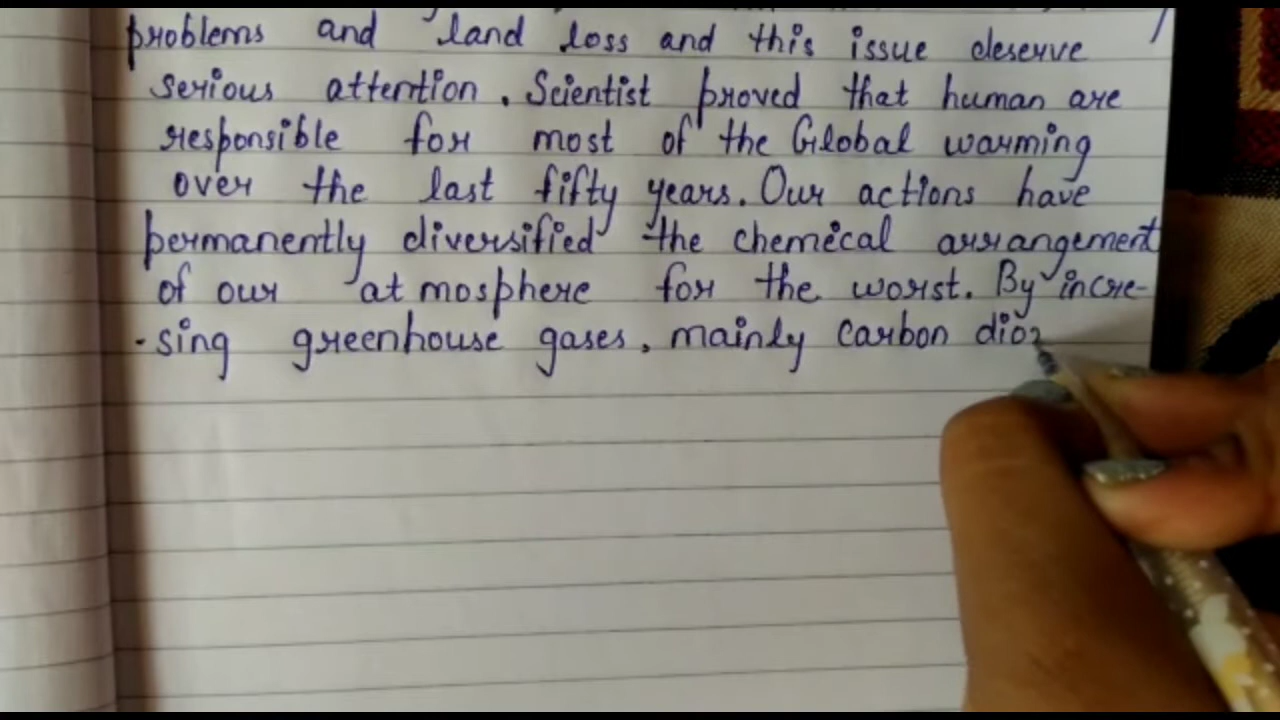 problems and land loss and this issue deserve
serious attention. Scientist proved that human are
responsible for most of the Global warming
over the last fifty years. Our actions have
permanently diversified the chemical arrangement
of our atmosphere for the worst. By incre-
-sing greenhouse gases, mainly carbon